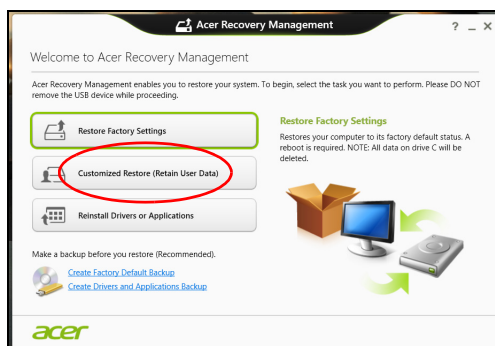 Acer Recovery Management
? _ X
Welcome to Acer Recovery Management
Acer Recovery Management enables you to restore your system. To begin, select the task you want to perform. Please DO NOT
remove the USB device while proceeding.
Restore Factory Settings
Customized Restore (Retain User Data)
Reinstall Drivers or Applications
Restore Factory Settings
Restores your computer to its factory default status. A
reboot is required. NOTE: All data on drive C will be
deleted.
Make a backup before you restore (Recommended).
Create Factory Default Backup
Create Drivers and Applications Backup
acer